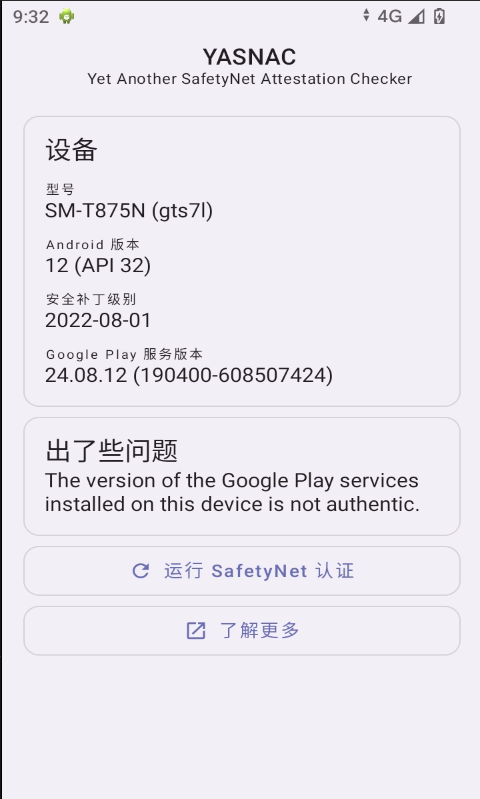 9:32
4G
YASNAC
Yet Another SafetyNet Attestation Checker
设备
型号
SM-T875N (gts7l)
Android 版本
12 (API 32)
安全补丁级别
2022-08-01
Google Play 服务版本
24.08.12 (190400-608507424)
出了些问题
The version of the Google Play services
installed on this device is not authentic.
运行 SafetyNet 认证
了解更多